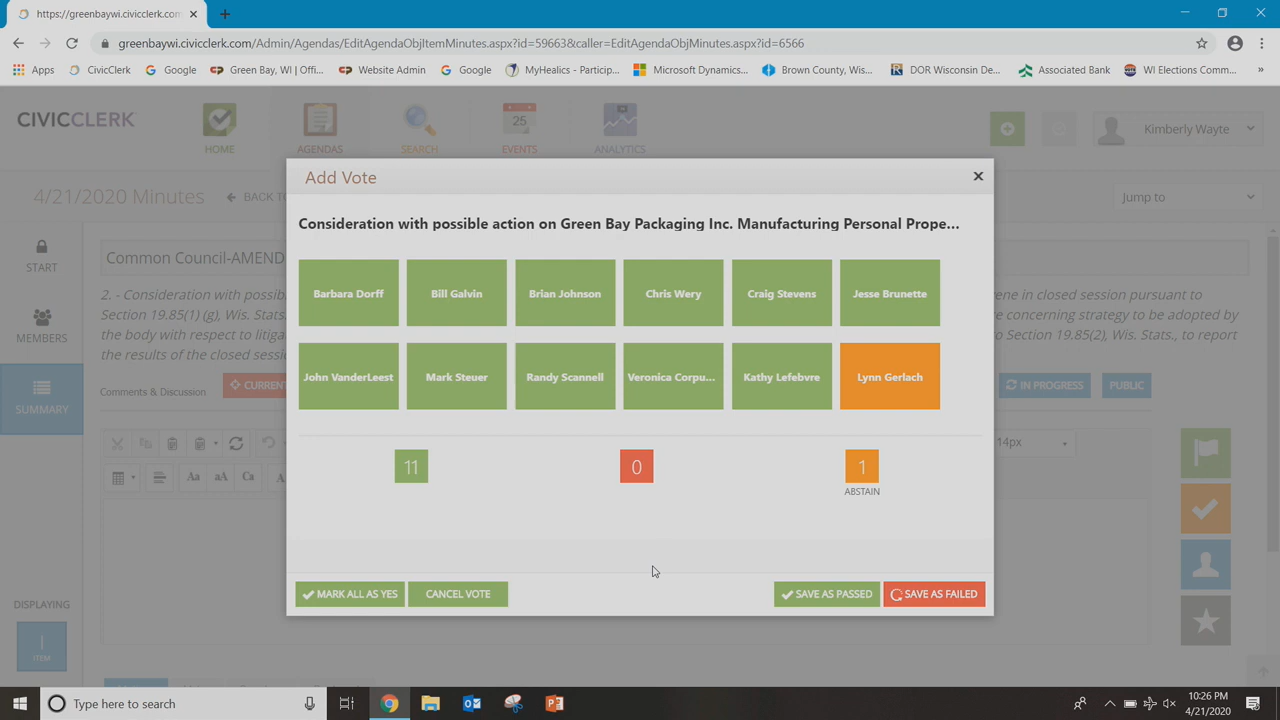 https://greenbaywi.civicclerk.com
greenbaywi.civicclerk.com/Admin/Agendas/EditAgendaObjItemMinutes.aspx?id=59663&caller=EditAgendaObjMinutes.aspx?id=6566
Apps CivicClerk Google Green Bay, WI | Offi... Website Admin Google MyHealics - Particip... Microsoft Dynamics... Brown County, Wis... DOR Wisconsin De... Associated Bank WI Elections Comm... »
CIVICCLERK
HOME AGENDAS SEARCH 25 EVENTS ANALYTICS
Kimberly Wayte
4/21/2020 Minutes
BACK TO
Jump to
Add Vote
Consideration with possible action on Green Bay Packaging Inc. Manufacturing Personal Prope...
START
MEMBERS
SUMMARY
DISPLAYING
ITEM
Common Council-AMEND
2. - Consideration with possib
Section 19.85(1) (g), Wis. Stats.
the body with respect to litiga
the results of the closed sessi
ene in closed session pursuant to
e concerning strategy to be adopted by
o Section 19.85(2), Wis. Stats., to report
Comments & Discussion
CURRENT
IN PROGRESS
PUBLIC
14px
Aa aA Ca
Barbara Dorff
Bill Galvin
Brian Johnson
Chris Wery
Craig Stevens
Jesse Brunette
John VanderLeest
Mark Steuer
Randy Scannell
Veronica Corpu...
Kathy Lefebvre
Lynn Gerlach
11
0
1
ABSTAIN
MARK ALL AS YES
CANCEL VOTE
SAVE AS PASSED
SAVE AS FAILED
Type here to search
10:26 PM
4/21/2020